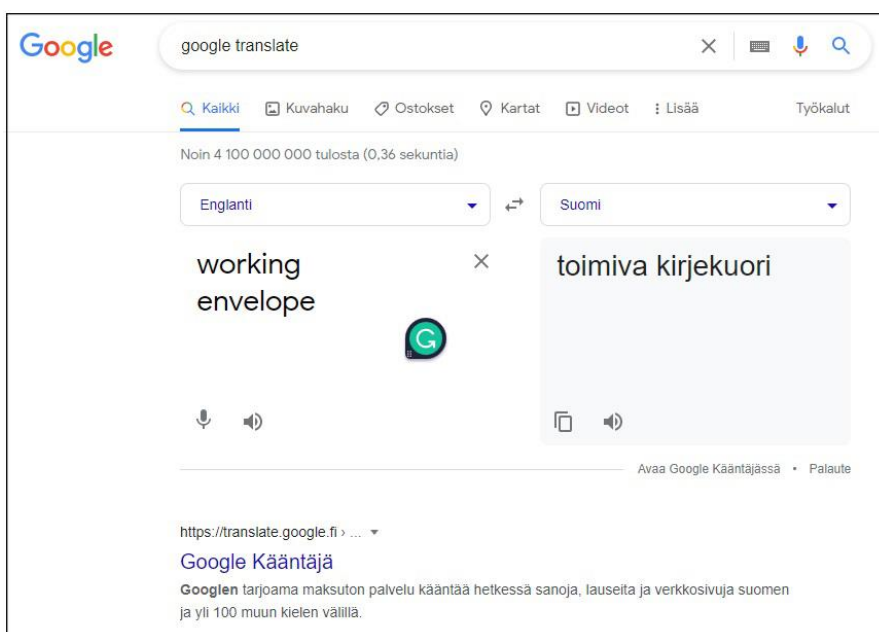 Google
google translate
Kaikki Kuvahaku Ostokset Kartat Videot Lisää Työkalut
Noin 4 100 000 000 tulosta (0,36 sekuntia)
Englanti Suomi
working toimiva kirjekuori
envelope
G
Avaa Google Kääntäjässä • Palaute
https://translate.google.fi › ...
Google Kääntäjä
Googlen tarjoama maksuton palvelu kääntää hetkessä sanoja, lauseita ja verkkosivuja suomen
ja yli 100 muun kielen välillä.